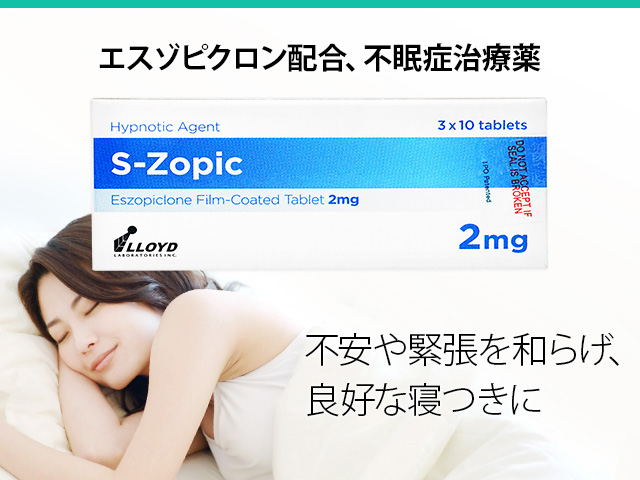 エスゾピクロン配合、不眠症治療薬
Hypnotic Agent
3 x 10 tablets
S-Zopic
Eszopiclone Film-Coated Tablet 2mg
LPO Patented
DO NOT ACCEPT IF
SEAL IS BROKEN
LLOYD
LABORATORIES INC.
2mg
不安や緊張を和らげ、
良好な寝つきに